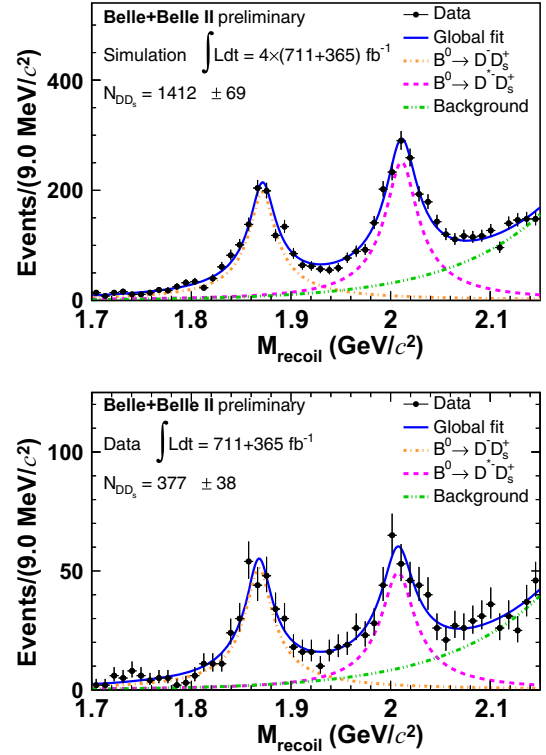 Belle+Belle II preliminary
Simulation ∫Ldt = 4×(711+365) fb⁻¹
N_DDₛ = 1412 ± 69
Data
Global fit
B⁰→ D⁻Dₛ⁺
B⁰→ D*⁻Dₛ⁺
Background
Events/(9.0 MeV/c²)
400
200
0
1.7 1.8 1.9 2 2.1
M_recoil (GeV/c²)
Belle+Belle II preliminary
Data ∫Ldt = 711+365 fb⁻¹
N_DDₛ = 377 ± 38
Data
Global fit
B⁰→ D⁻Dₛ⁺
B⁰→ D*⁻Dₛ⁺
Background
Events/(9.0 MeV/c²)
100
50
0
1.7 1.8 1.9 2 2.1
M_recoil (GeV/c²)